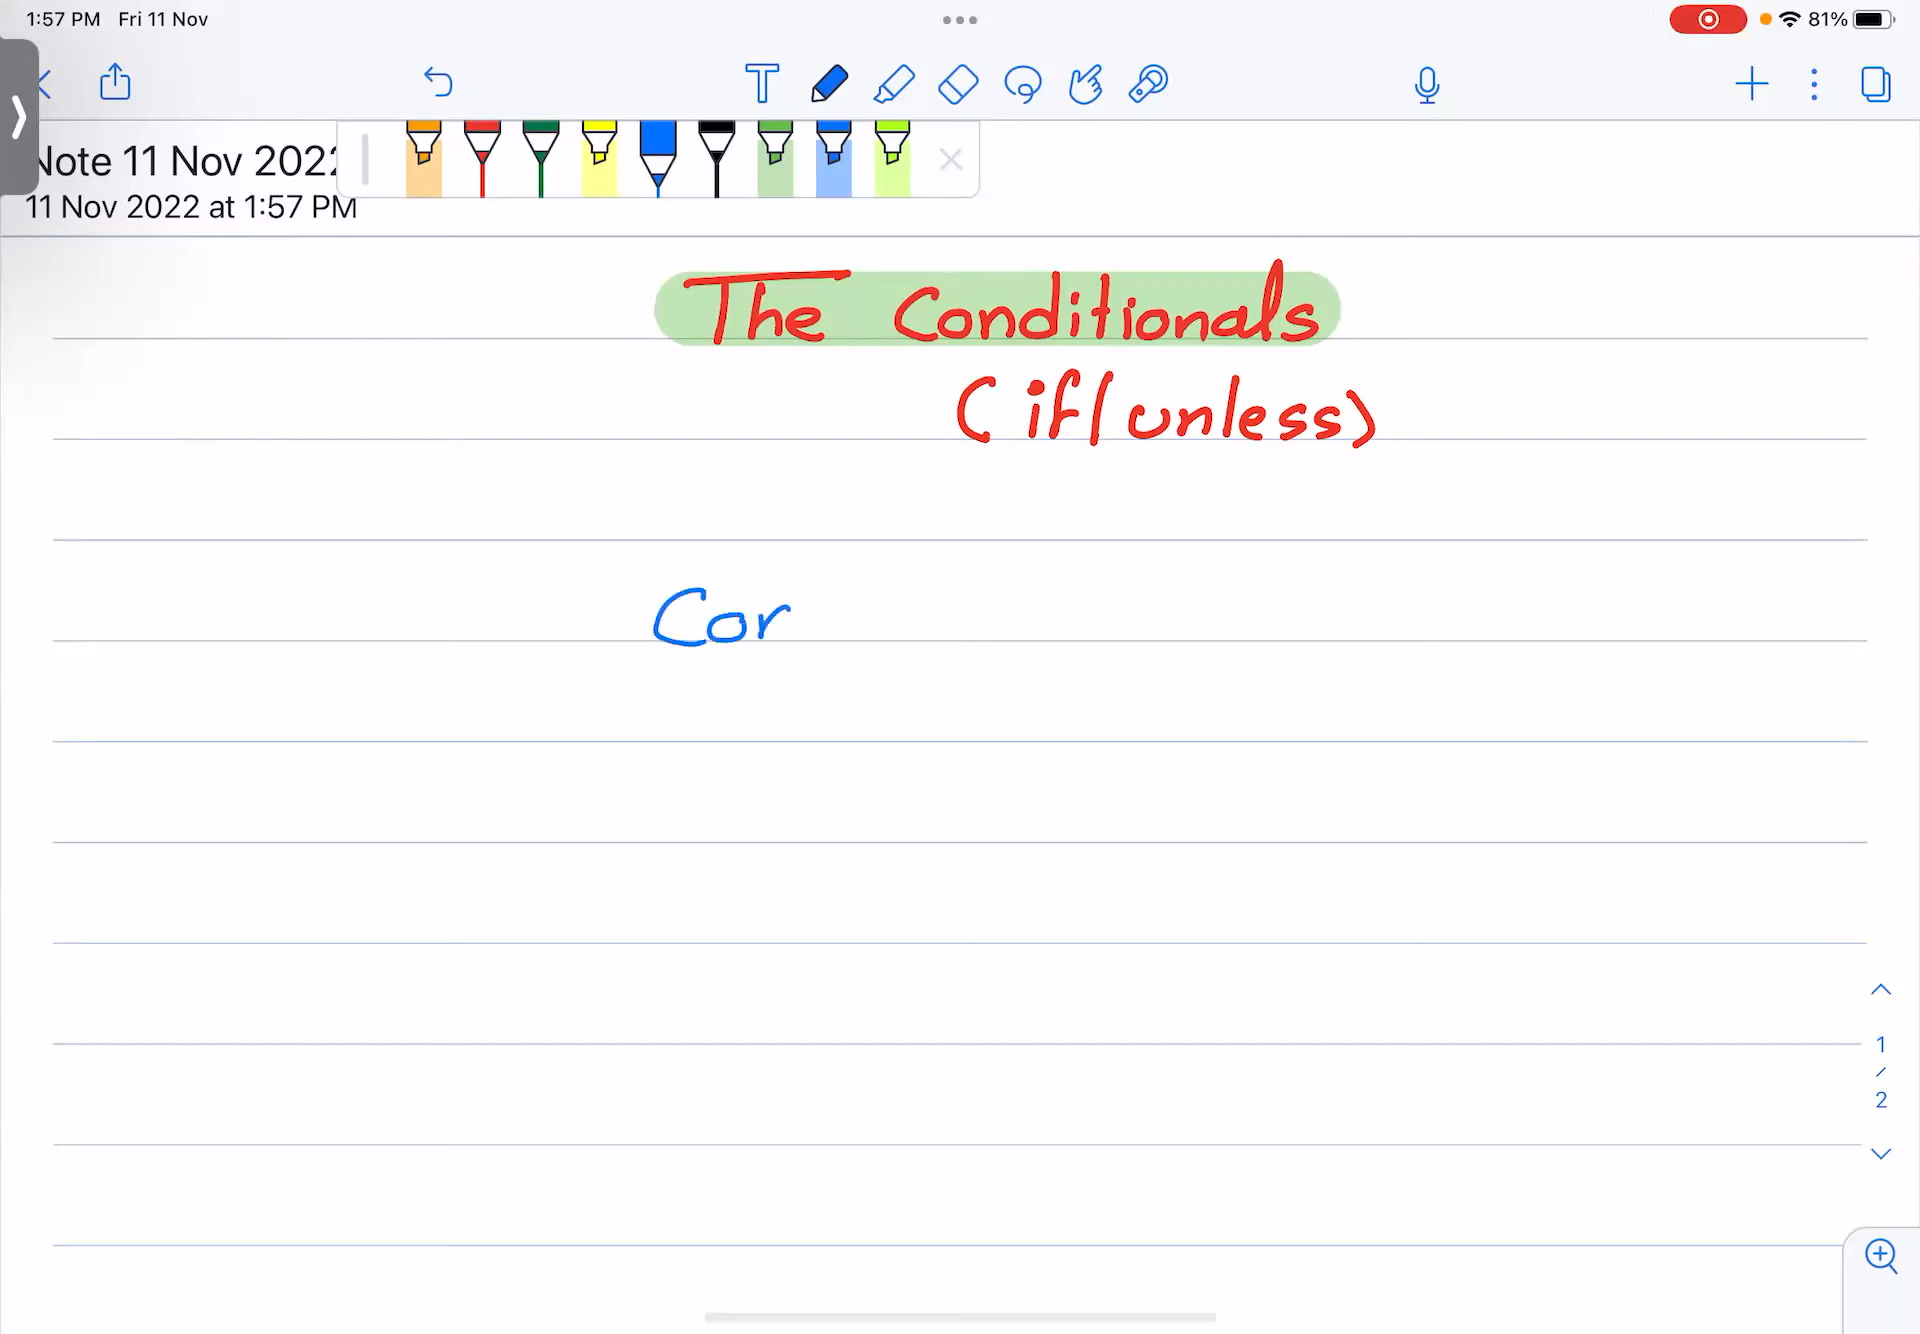 1:57 PM Fri 11 Nov
81%
Note 11 Nov 2022
11 Nov 2022 at 1:57 PM
The Conditionals
(if/unless)
Cor
1
/
2